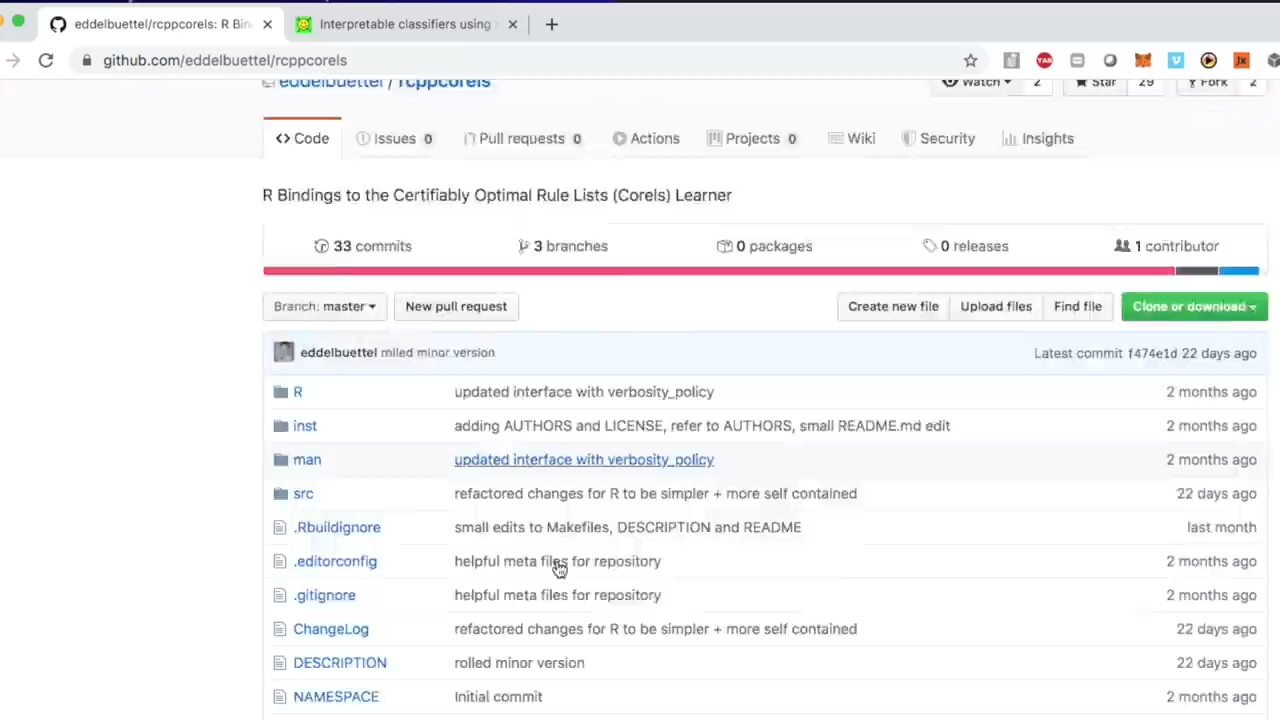 eddelbuettel/rcppcorels: R Bin
Interpretable classifiers using
github.com/eddelbuettel/rcppcorels
eddelbuettel / rcppcorels
Watch 2 Star 29 Fork 2
Code Issues 0 Pull requests 0 Actions Projects 0 Wiki Security Insights
R Bindings to the Certifiably Optimal Rule Lists (Corels) Learner
33 commits 3 branches 0 packages 0 releases 1 contributor
Branch: master New pull request Create new file Upload files Find file Clone or download
eddelbuettel rolled minor version Latest commit f474e1d 22 days ago
R updated interface with verbosity_policy 2 months ago
inst adding AUTHORS and LICENSE, refer to AUTHORS, small README.md edit 2 months ago
man updated interface with verbosity_policy 2 months ago
src refactored changes for R to be simpler + more self contained 22 days ago
.Rbuildignore small edits to Makefiles, DESCRIPTION and README last month
.editorconfig helpful meta files for repository 2 months ago
.gitignore helpful meta files for repository 2 months ago
ChangeLog refactored changes for R to be simpler + more self contained 22 days ago
DESCRIPTION rolled minor version 22 days ago
NAMESPACE Initial commit 2 months ago